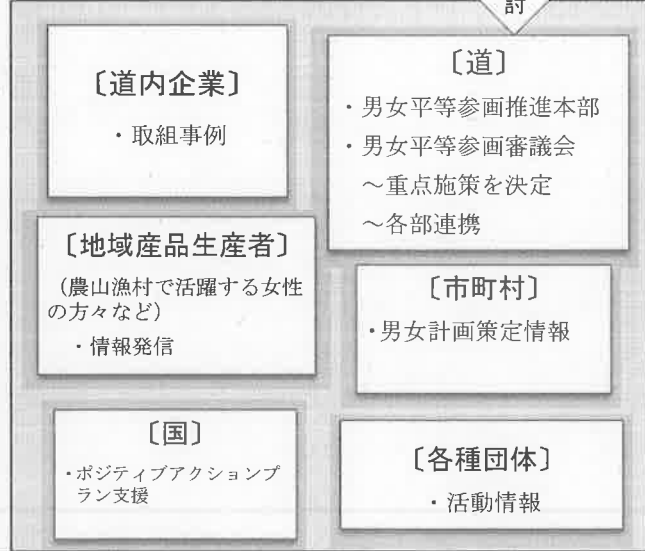 討
〔道内企業〕
・取組事例
〔道〕
・男女平等参画推進本部
・男女平等参画審議会
～重点施策を決定
～各部連携
〔地域産品生産者〕
（農山漁村で活躍する女性
の方々など）
・情報発信
〔市町村〕
・男女計画策定情報
〔国〕
・ポジティブアクションプ
ラン支援
〔各種団体〕
・活動情報